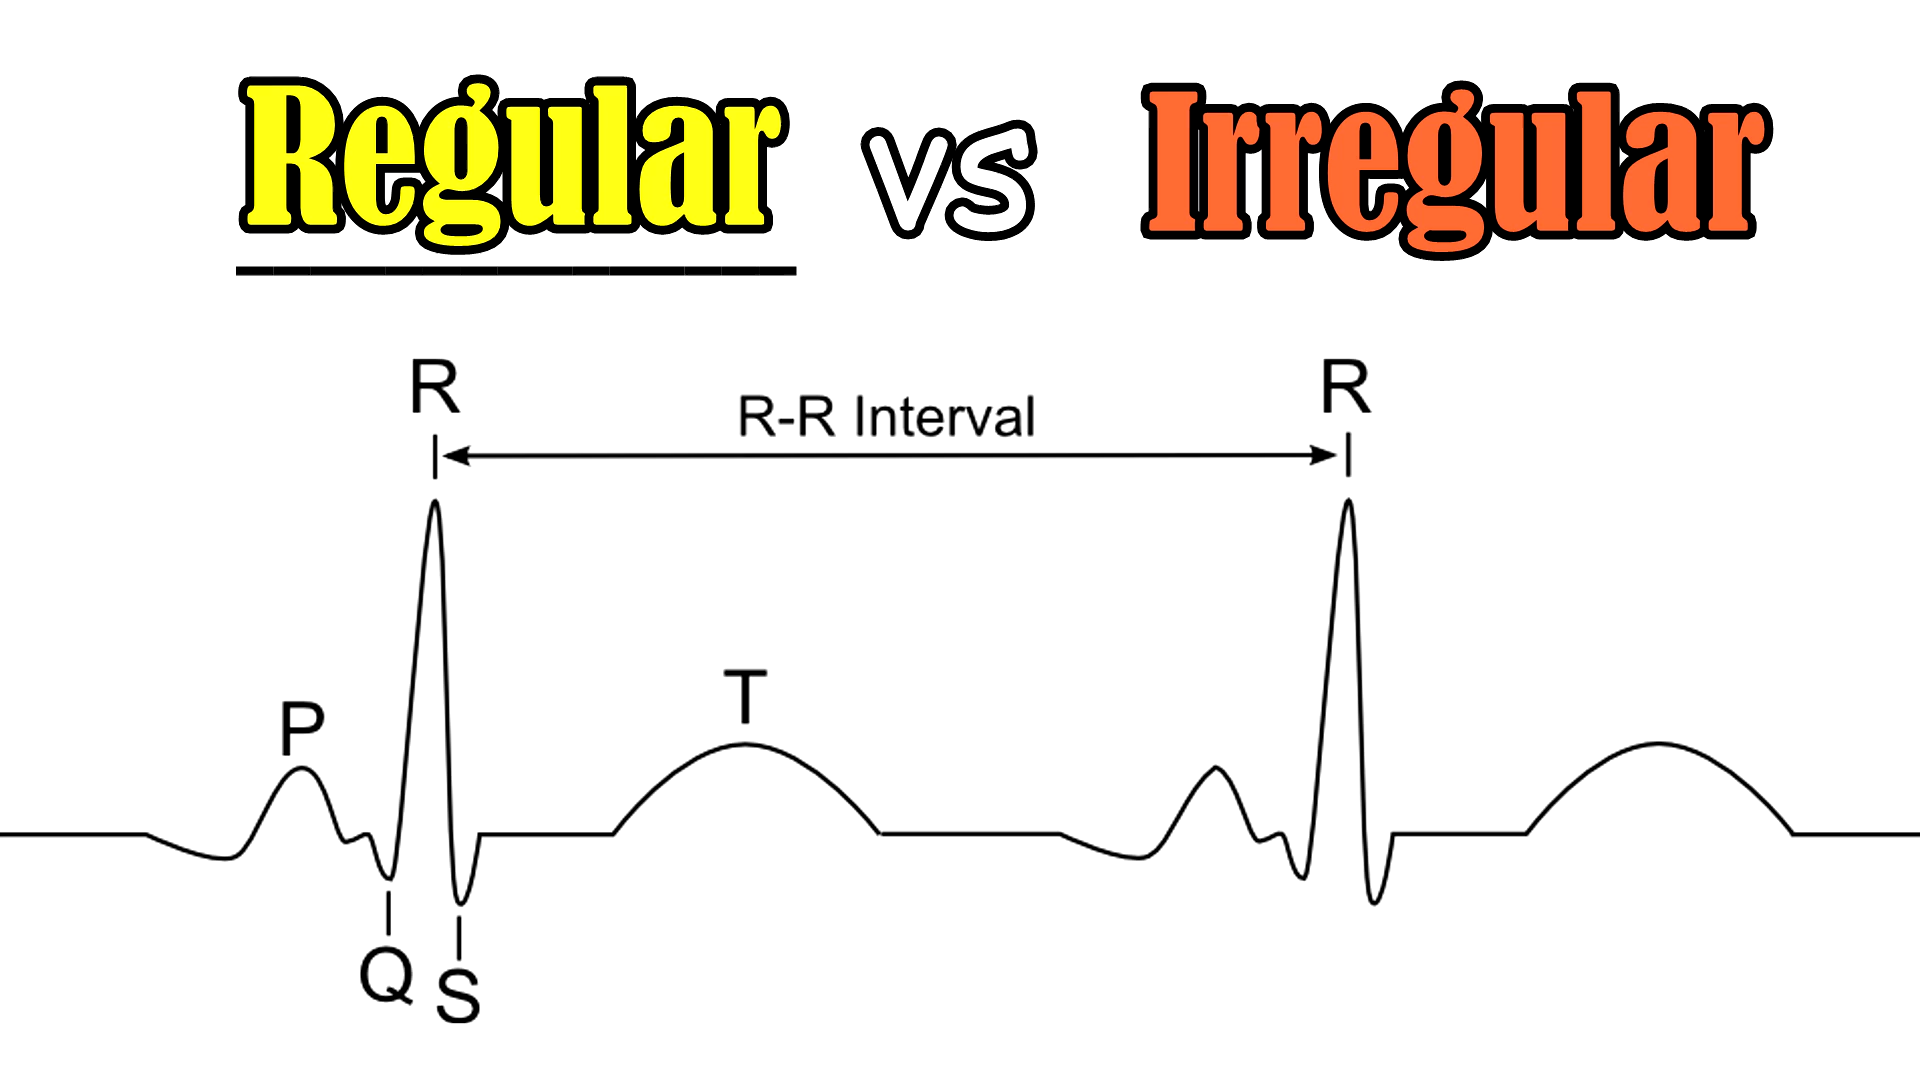 Regular vs Irregular
R R
R-R Interval
T
P
Q
S